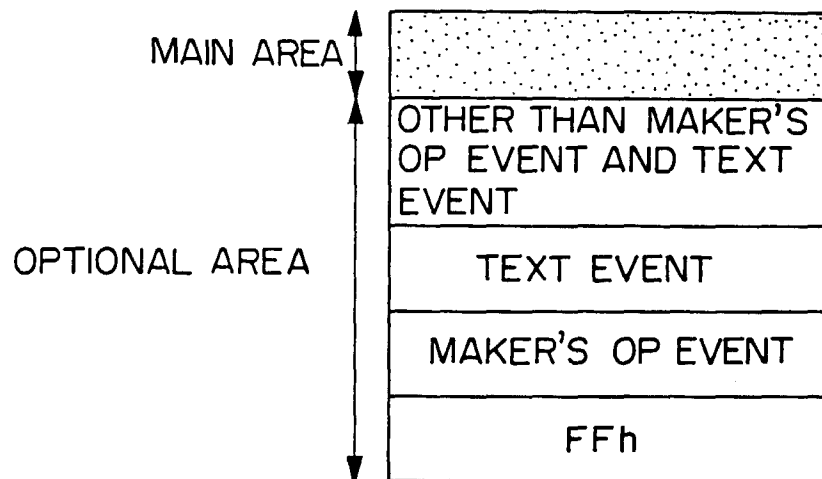 MAIN AREA
OTHER THAN MAKER'S
OP EVENT AND TEXT
EVENT
OPTIONAL AREA
TEXT EVENT
MAKER'S OP EVENT
FFh